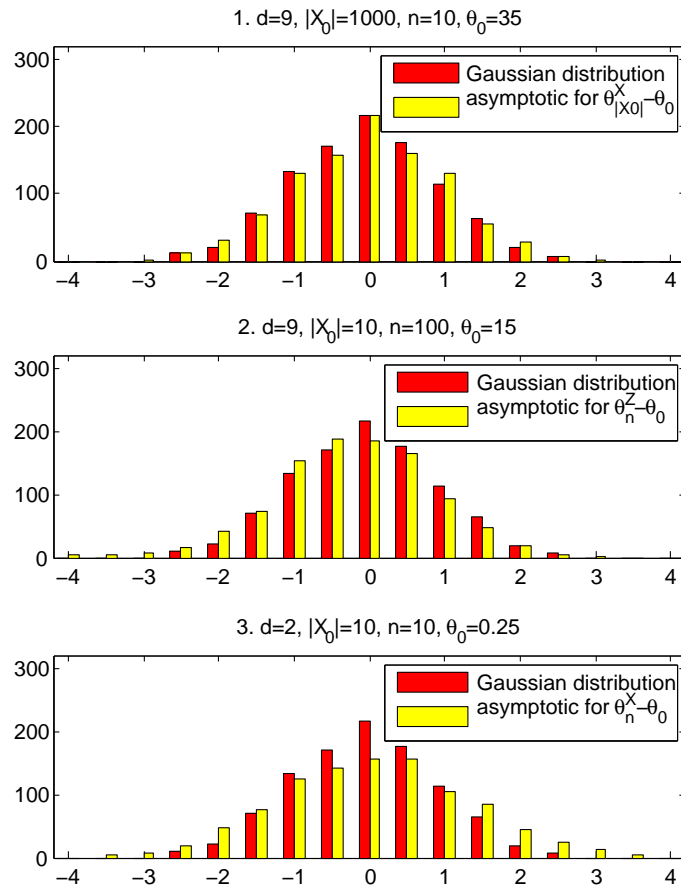 1. d=9, |X₀|=1000, n=10, θ₀=35
300
200
100
0
Gaussian distribution
asymptotic for θ^X_|X0|–θ₀
–4 –3 –2 –1 0 1 2 3 4
2. d=9, |X₀|=10, n=100, θ₀=15
300
200
100
0
Gaussian distribution
asymptotic for θ^Z_n–θ₀
–4 –3 –2 –1 0 1 2 3 4
3. d=2, |X₀|=10, n=10, θ₀=0.25
300
200
100
0
Gaussian distribution
asymptotic for θ^X_n–θ₀
–4 –3 –2 –1 0 1 2 3 4